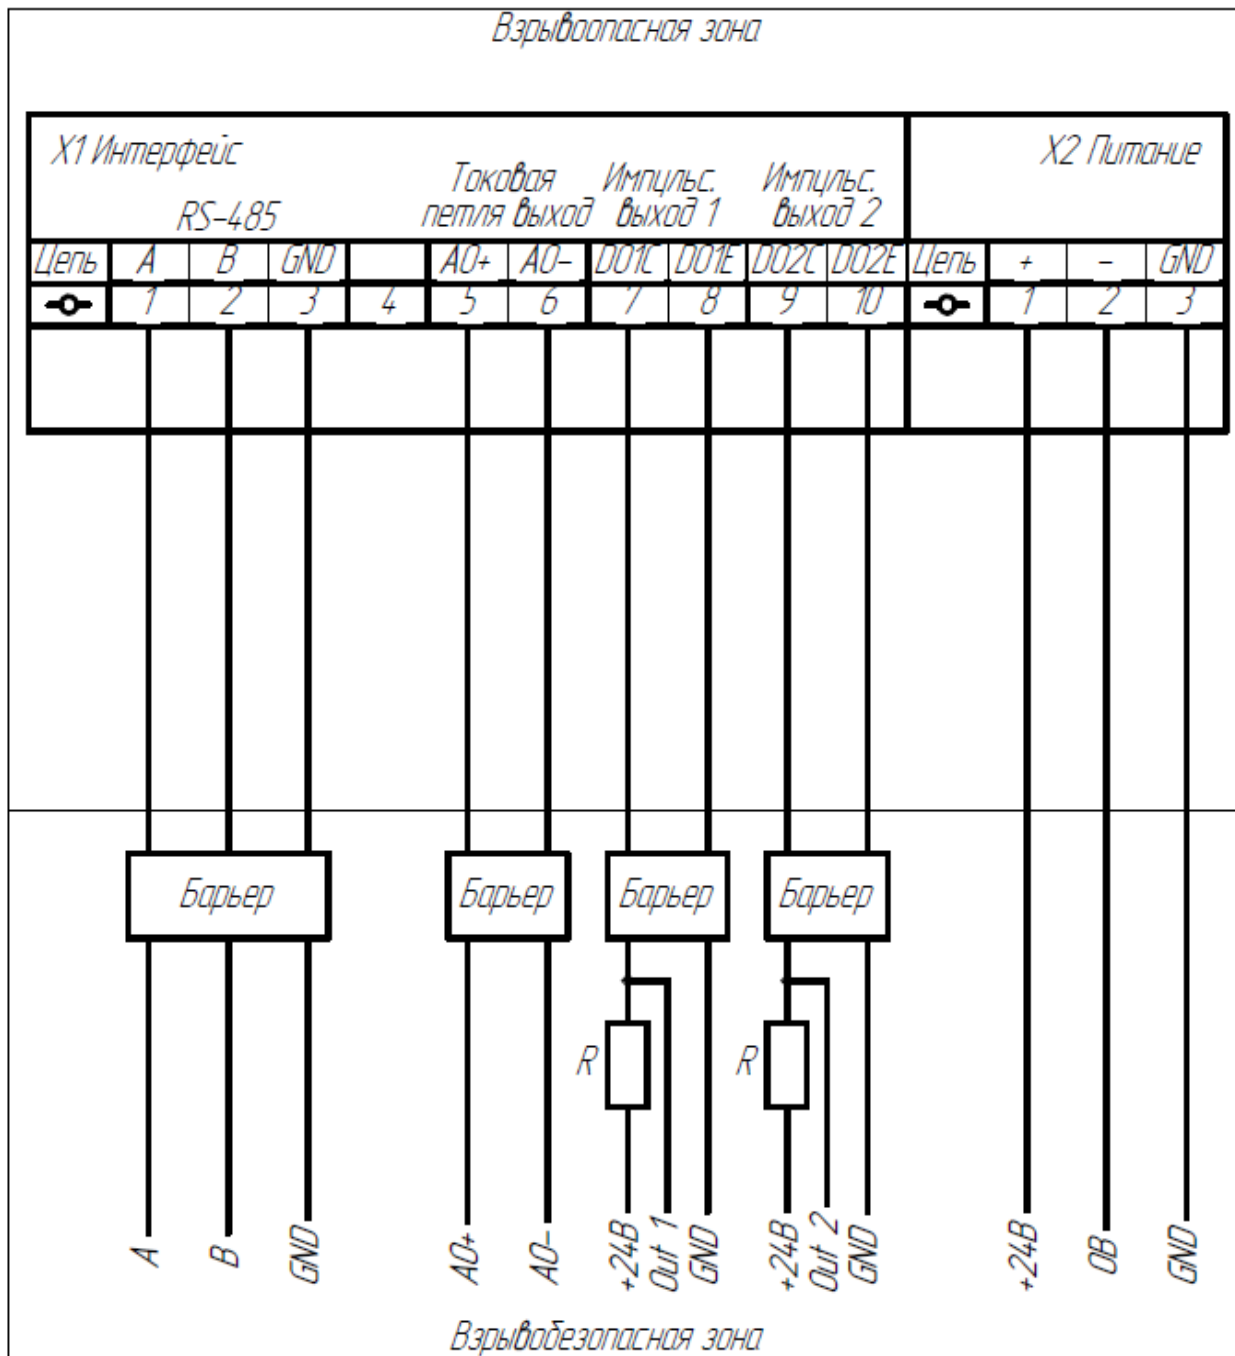 Взрывоопасная зона
X1 Интерфейс
X2 Питание
RS-485
Токовая
петля выход
Импульс.
выход 1
Импульс.
выход 2
Цепь A B GND AO+ AO- DO1C DO1E DO2C DO2E Цепь + - GND
1 2 3 4 5 6 7 8 9 10 1 2 3
Барьер Барьер Барьер Барьер
R R
A B GND AO+ AO- +24В Out 1 GND +24В Out 2 GND +24В 0В GND
Взрывобезопасная зона